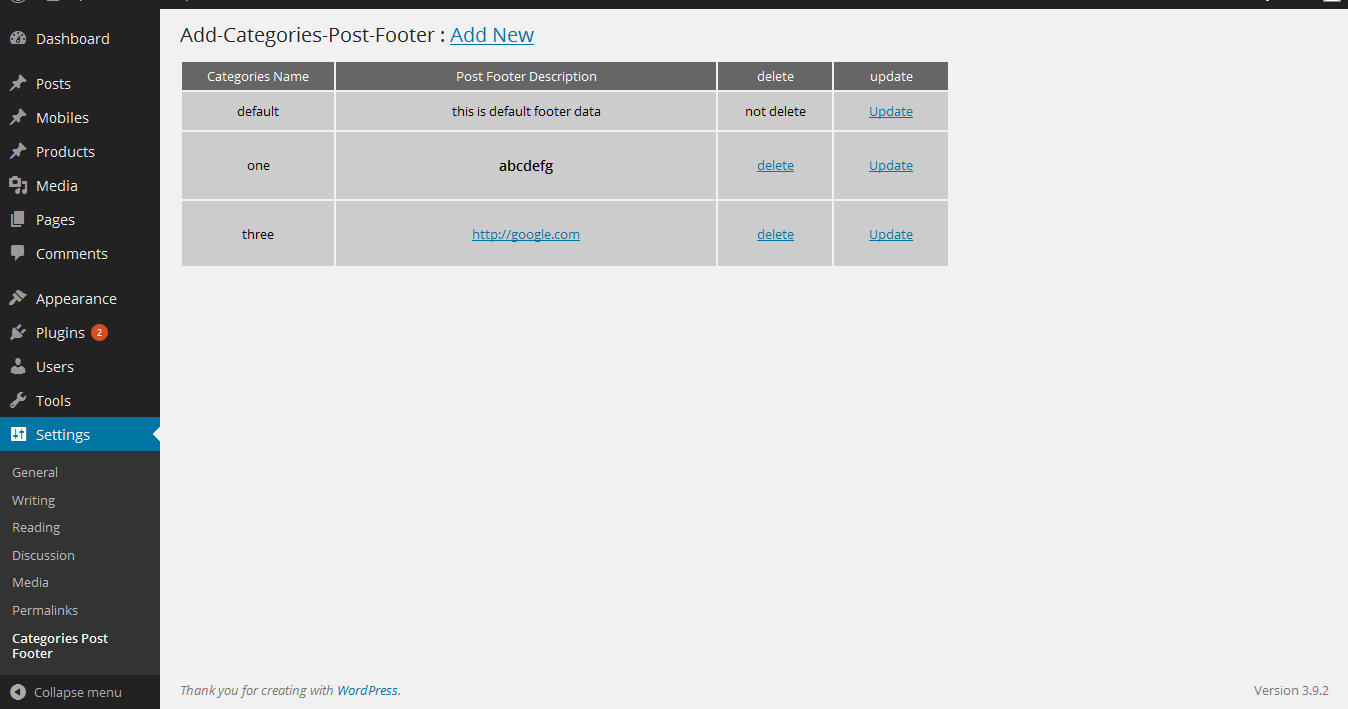 Dashboard
Posts
Mobiles
Products
Media
Pages
Comments
Appearance
Plugins 2
Users
Tools
Settings
General
Writing
Reading
Discussion
Media
Permalinks
Categories Post
Footer
Collapse menu
Add-Categories-Post-Footer : Add New
Categories Name Post Footer Description delete update
default this is default footer data not delete Update
one abcdefg delete Update
three http://google.com delete Update
Thank you for creating with WordPress. Version 3.9.2